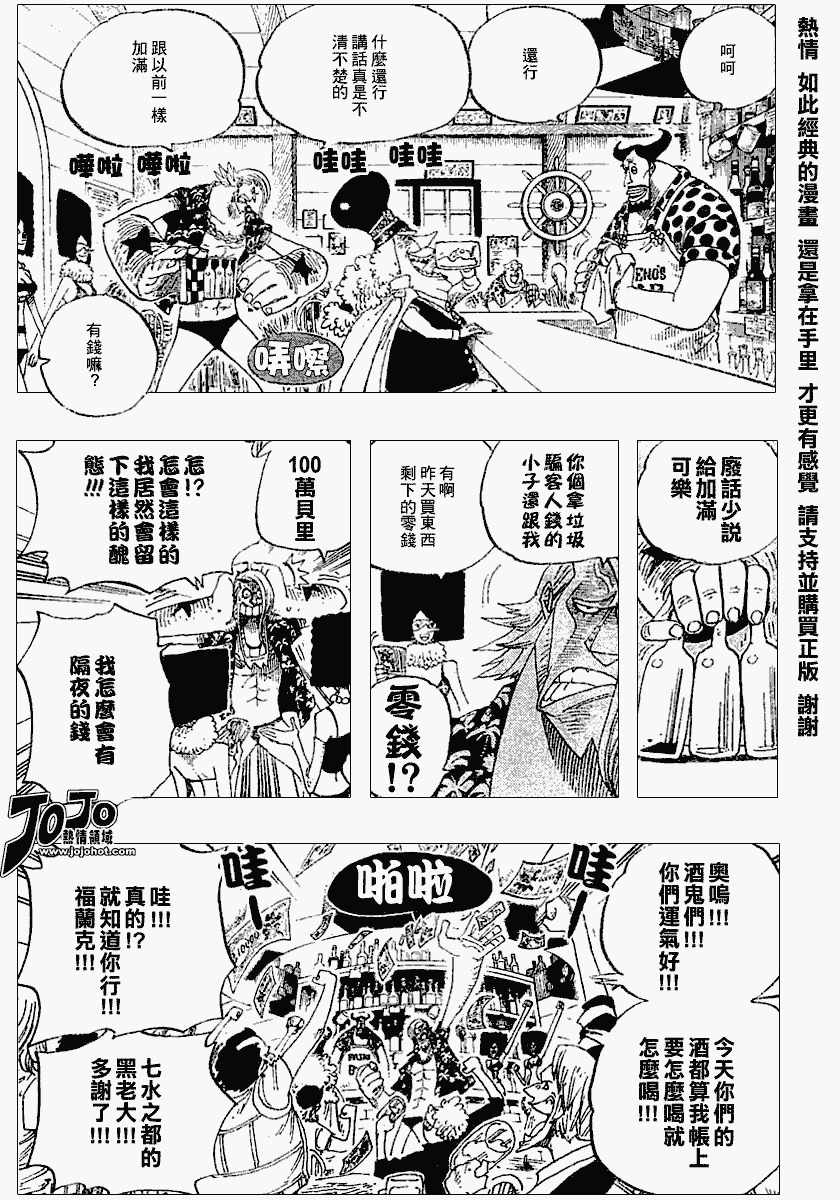 呵呵
還行
什麼還行
講話真是不
清不楚的
跟以前一樣
加滿
哇哇 哇哇
嘩啦 嘩啦
弄嚓
有錢嘛？
ENO'S
廢話少說
給加滿
可樂
你個拿垃圾
騙客人錢的
小子還跟我
有啊
昨天買東西
剩下的零錢
零錢!?
100
萬貝里
怎!?
怎會這樣的
我居然會留
下這樣的醜
態!!!
我怎麼會有
隔夜的錢
奧嗚!!!
酒鬼們!!!
你們運氣好!!!
今天你們的
酒都算我帳上
要怎麼喝就
怎麼喝!!!
哇
啪啦
哇
哇!!!
真的!?
就知道你行!!!
福蘭克!!!
七水之都的
黑老大!!!
多謝了!!!
熱情 如此經典的漫畫 還是拿在手里 才更有感覺 請支持並購買正版 謝謝
JOJO
熱情領域
www.jojohot.com